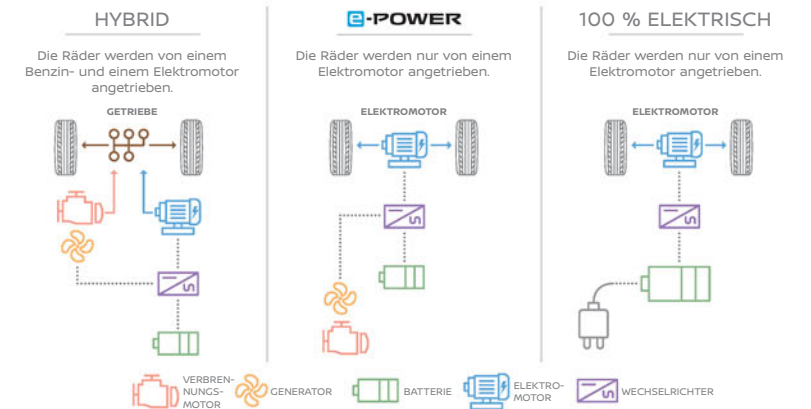 HYBRID
Die Räder werden von einem
Benzin- und einem Elektromotor
angetrieben.
GETRIEBE
e-POWER
Die Räder werden nur von einem
Elektromotor angetrieben.
ELEKTROMOTOR
100 % ELEKTRISCH
Die Räder werden nur von einem
Elektromotor angetrieben.
ELEKTROMOTOR
VERBREN-
NUNGS-
MOTOR
GENERATOR
BATTERIE
ELEKTRO-
MOTOR
WECHSELRICHTER